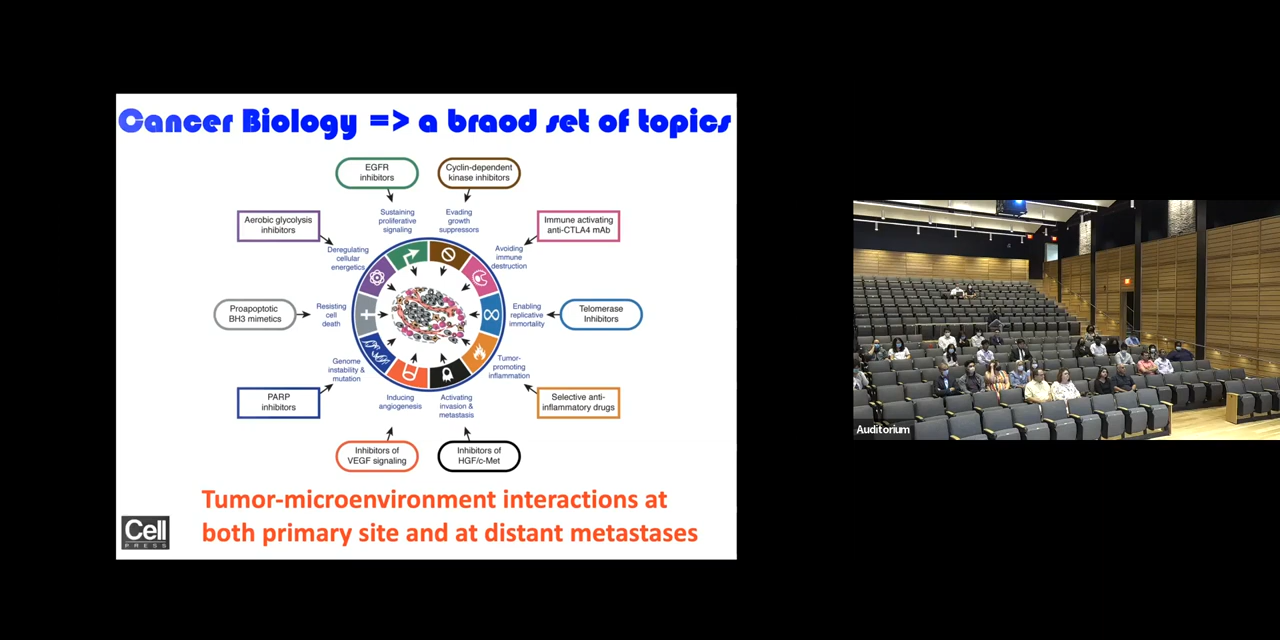 Cancer Biology => a braod set of topics
EGFR
inhibitors
Cyclin-dependent
kinase inhibitors
Sustaining
proliferative
signaling
Evading
growth
suppressors
Aerobic glycolysis
inhibitors
Immune activating
anti-CTLA4 mAb
Deregulating
cellular
energetics
Avoiding
immune
destruction
Proapoptotic
BH3 mimetics
Resisting
cell
death
Enabling
replicative
immortality
Telomerase
Inhibitors
Genome
instability &
mutation
Tumor-
promoting
inflammation
PARP
inhibitors
Inducing
angiogenesis
Activating
invasion &
metastasis
Selective anti-
inflammatory drugs
Inhibitors of
VEGF signaling
Inhibitors of
HGF/c-Met
Tumor-microenvironment interactions at
both primary site and at distant metastases
Cell
PRESS
Auditorium